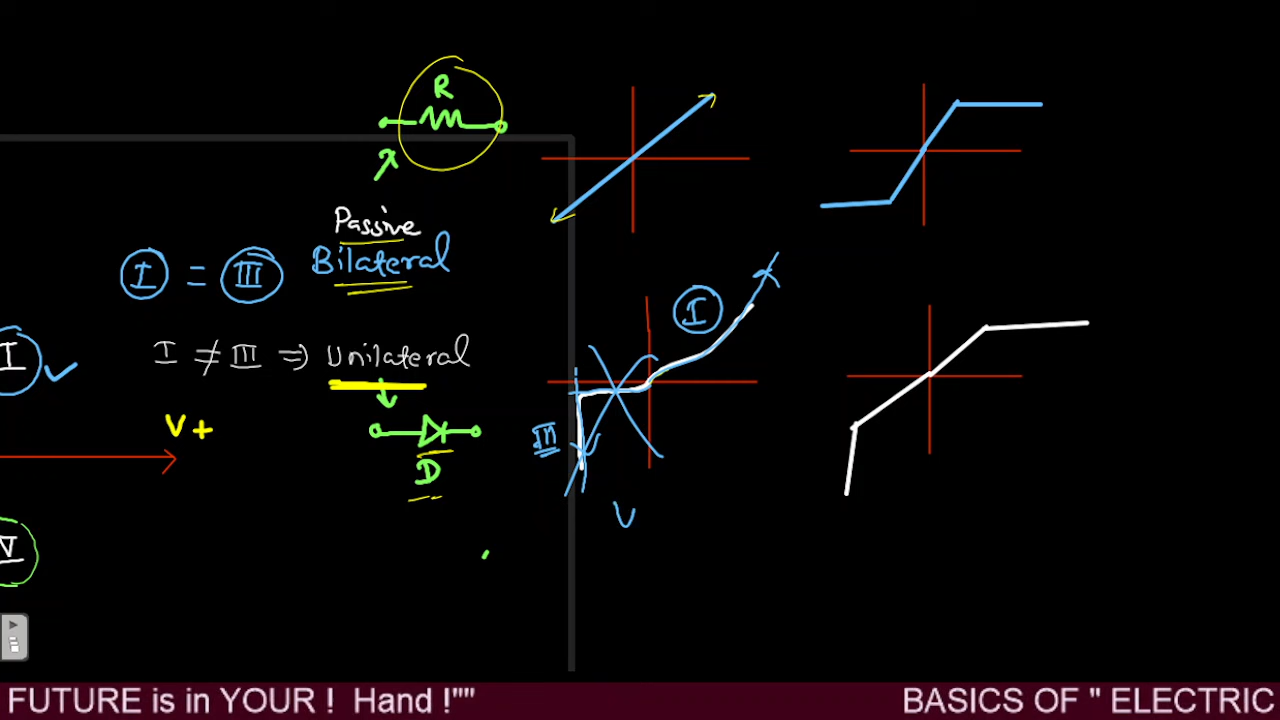 R
Passive
I = III Bilateral
I
I
I ≠ III ⇒ Unilateral
V +
III
D
V
V
FUTURE is in YOUR ! Hand !""
BASICS OF " ELECTRIC